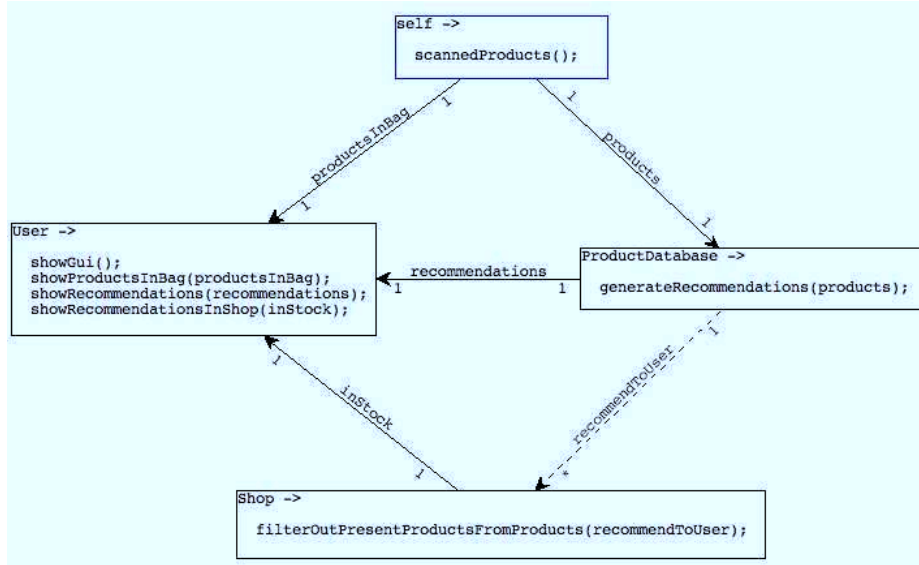 self ->
scannedProducts();
1
1
productsInBag
products
1
1
User ->
showGui();
showProductsInBag(productsInBag);
showRecommendations(recommendations);
showRecommendationsInShop(inStock);
recommendations
1
1
ProductDatabase ->
generateRecommendations(products);
1
1
recommendToUser
inStock
1
*
Shop ->
filterOutPresentProductsFromProducts(recommendToUser);